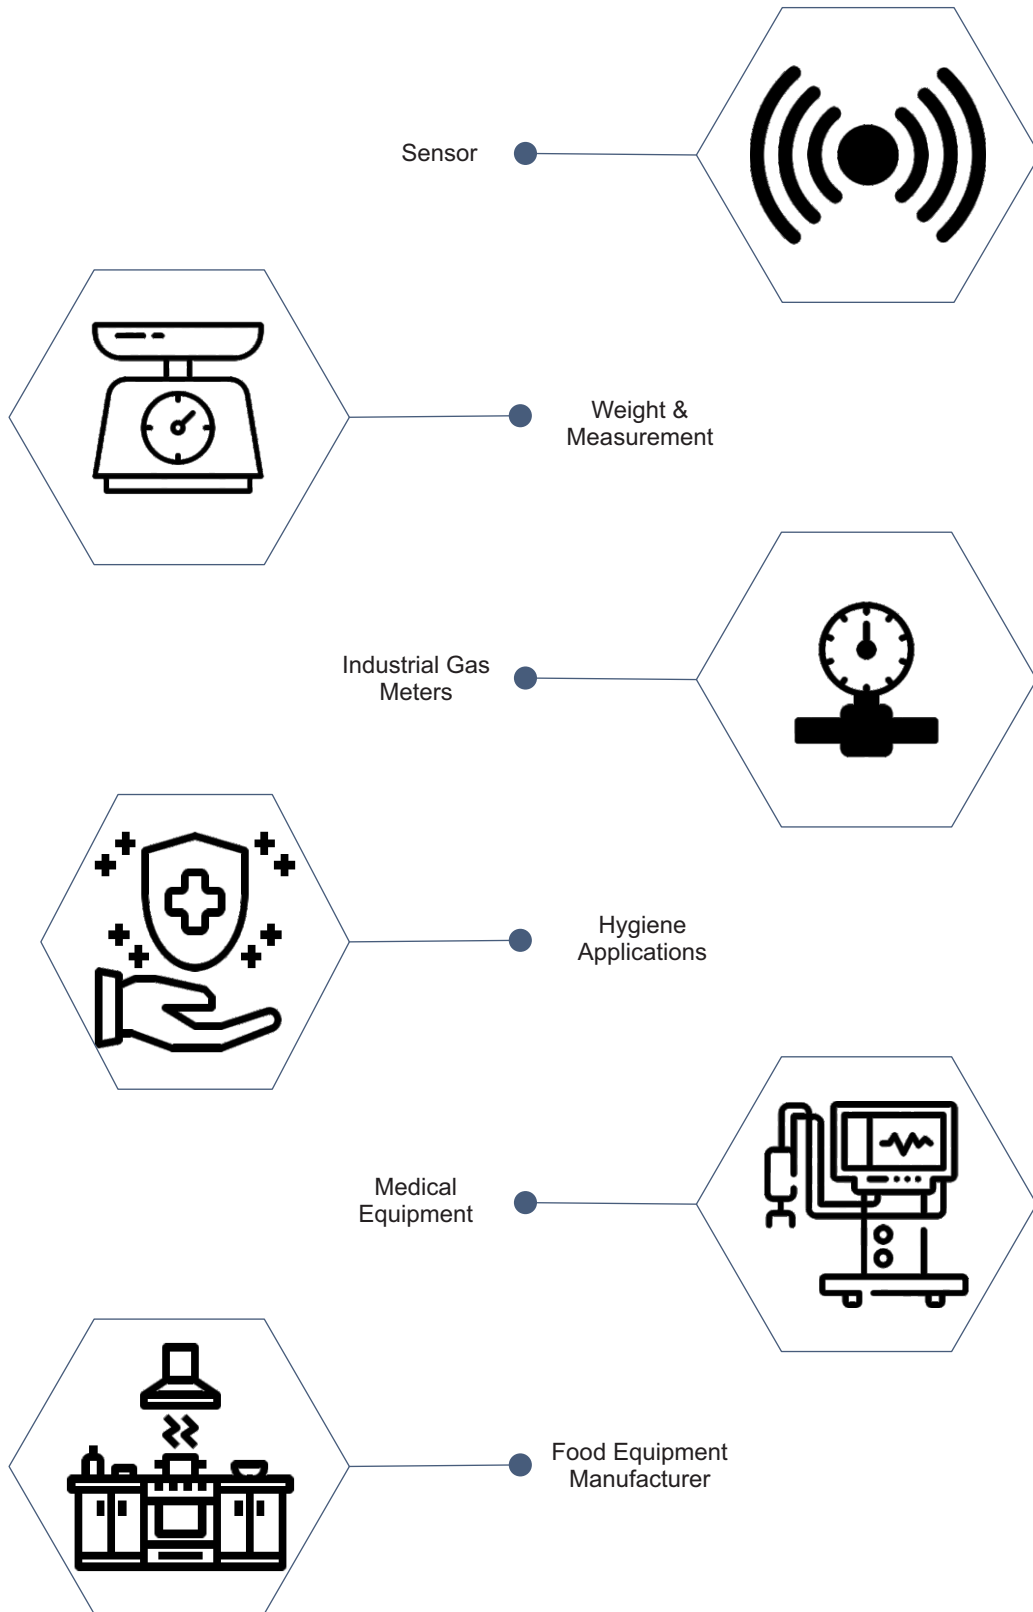 Sensor
Weight &
Measurement
Industrial Gas
Meters
Hygiene
Applications
Medical
Equipment
Food Equipment
Manufacturer